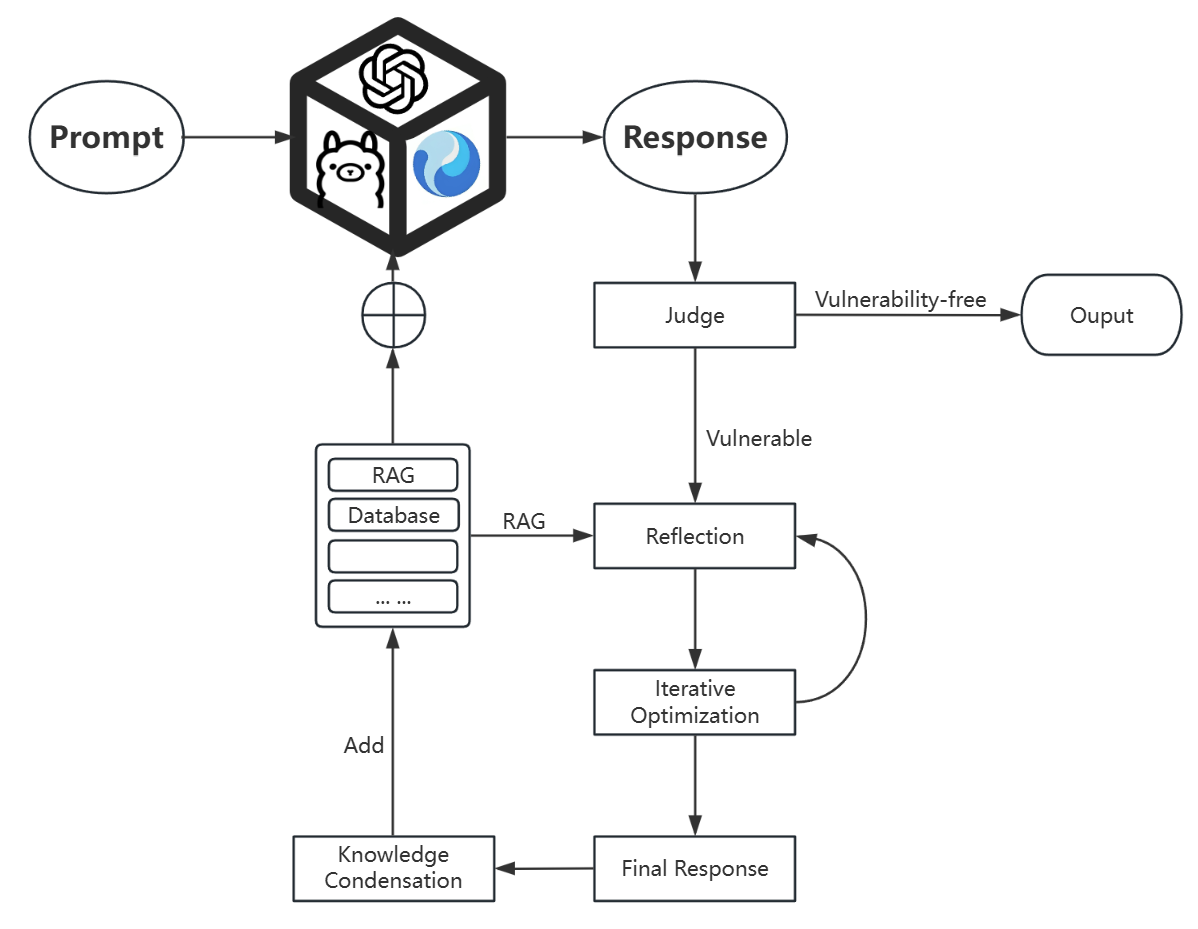 Prompt
Response
Judge
Vulnerability-free
Ouput
Vulnerable
RAG
Database
... ...
RAG
Reflection
Iterative
Optimization
Add
Knowledge
Condensation
Final Response